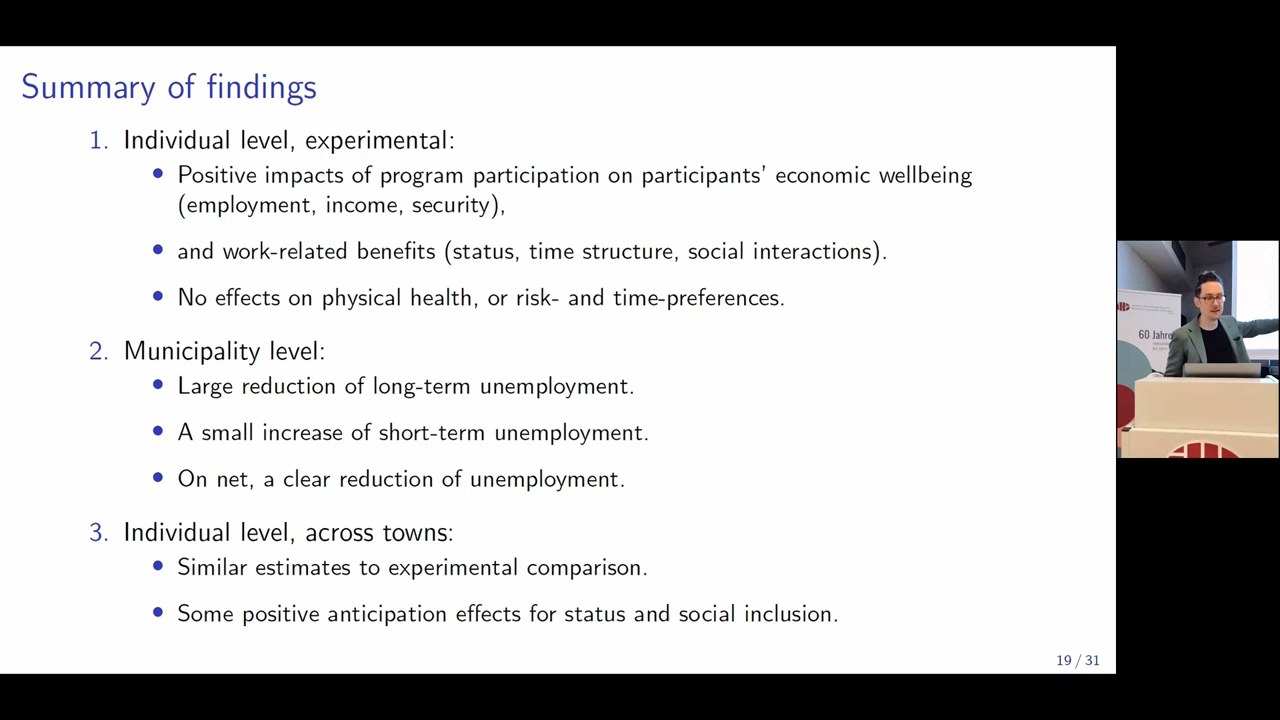 Summary of findings
1. Individual level, experimental:
• Positive impacts of program participation on participants' economic wellbeing
(employment, income, security),
• and work-related benefits (status, time structure, social interactions).
• No effects on physical health, or risk- and time-preferences.
2. Municipality level:
• Large reduction of long-term unemployment.
• A small increase of short-term unemployment.
• On net, a clear reduction of unemployment.
3. Individual level, across towns:
• Similar estimates to experimental comparison.
• Some positive anticipation effects for status and social inclusion.
19 / 31
60 Jahre